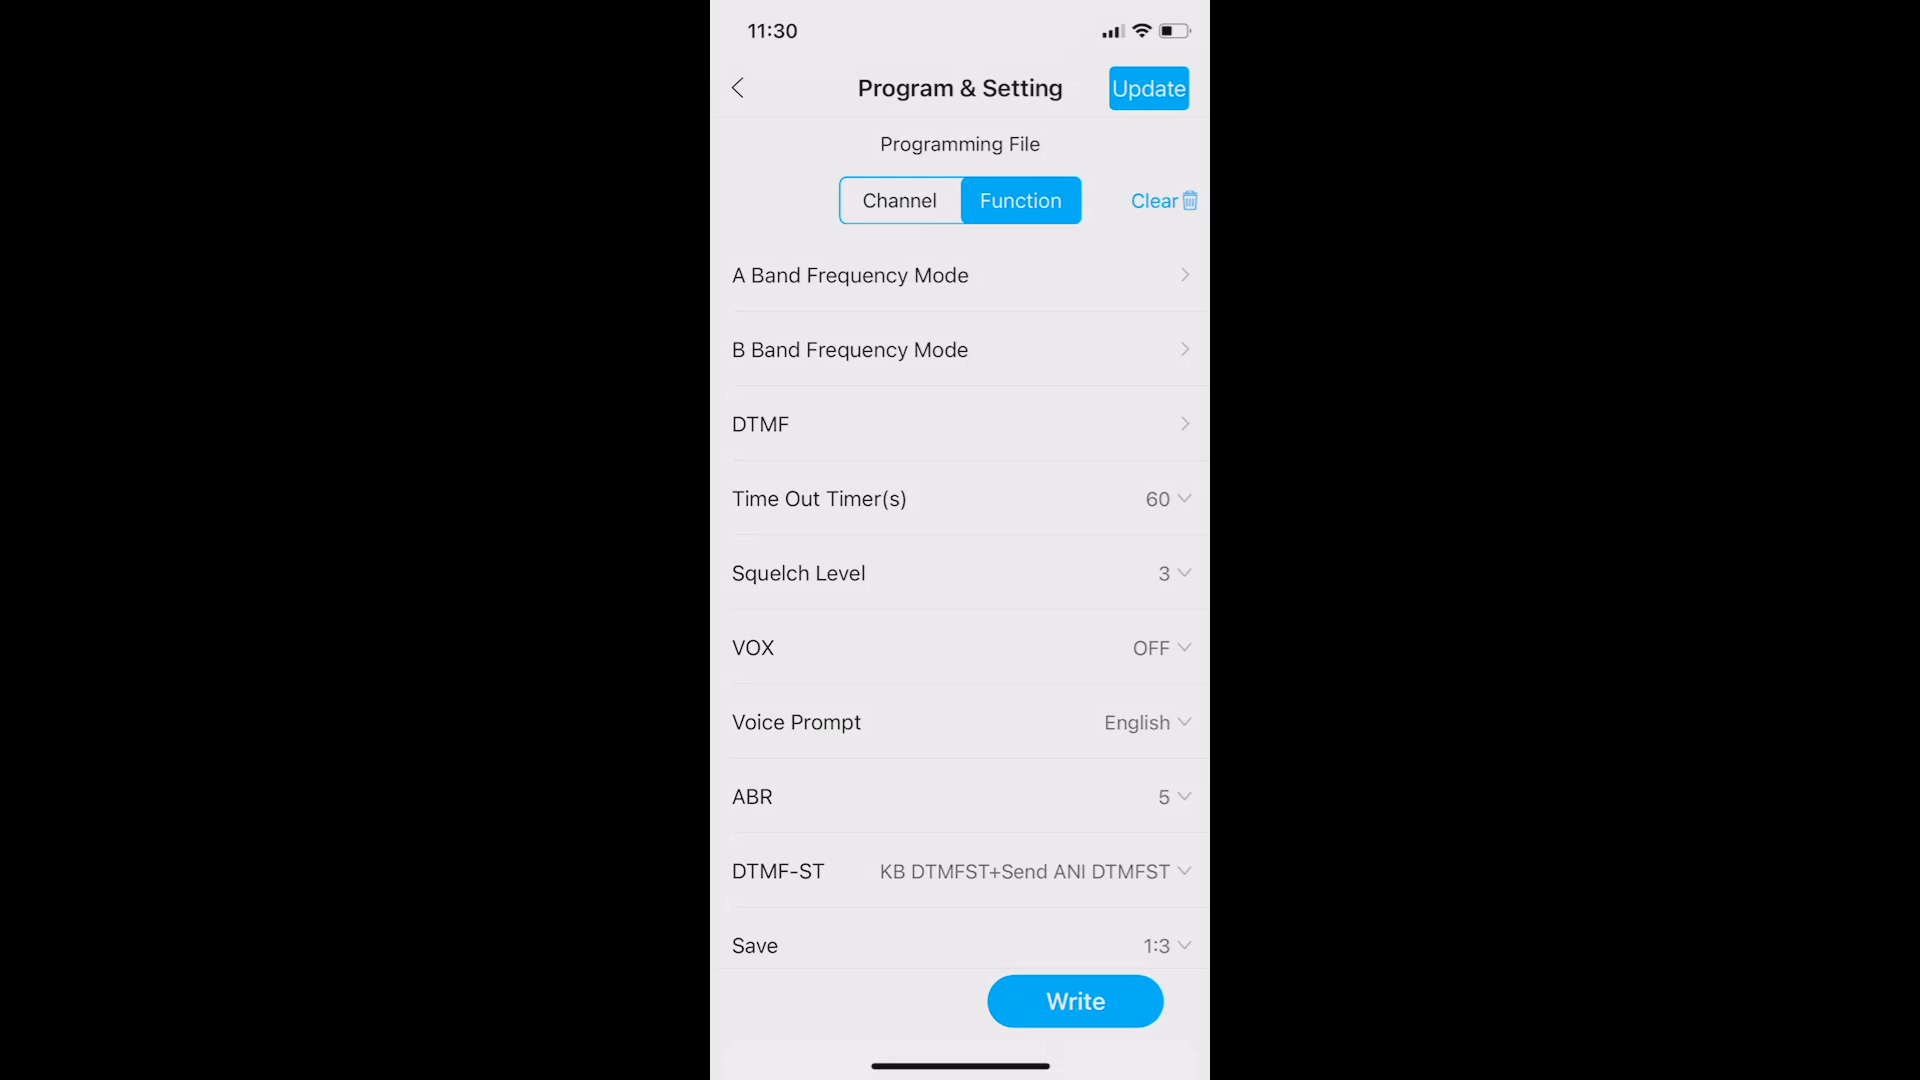 11:30
Program & Setting
Update
Programming File
Channel
Function
Clear
A Band Frequency Mode
B Band Frequency Mode
DTMF
Time Out Timer(s) 60
Squelch Level 3
VOX OFF
Voice Prompt English
ABR 5
DTMF-ST KB DTMFST+Send ANI DTMFST
Save 1:3
Write